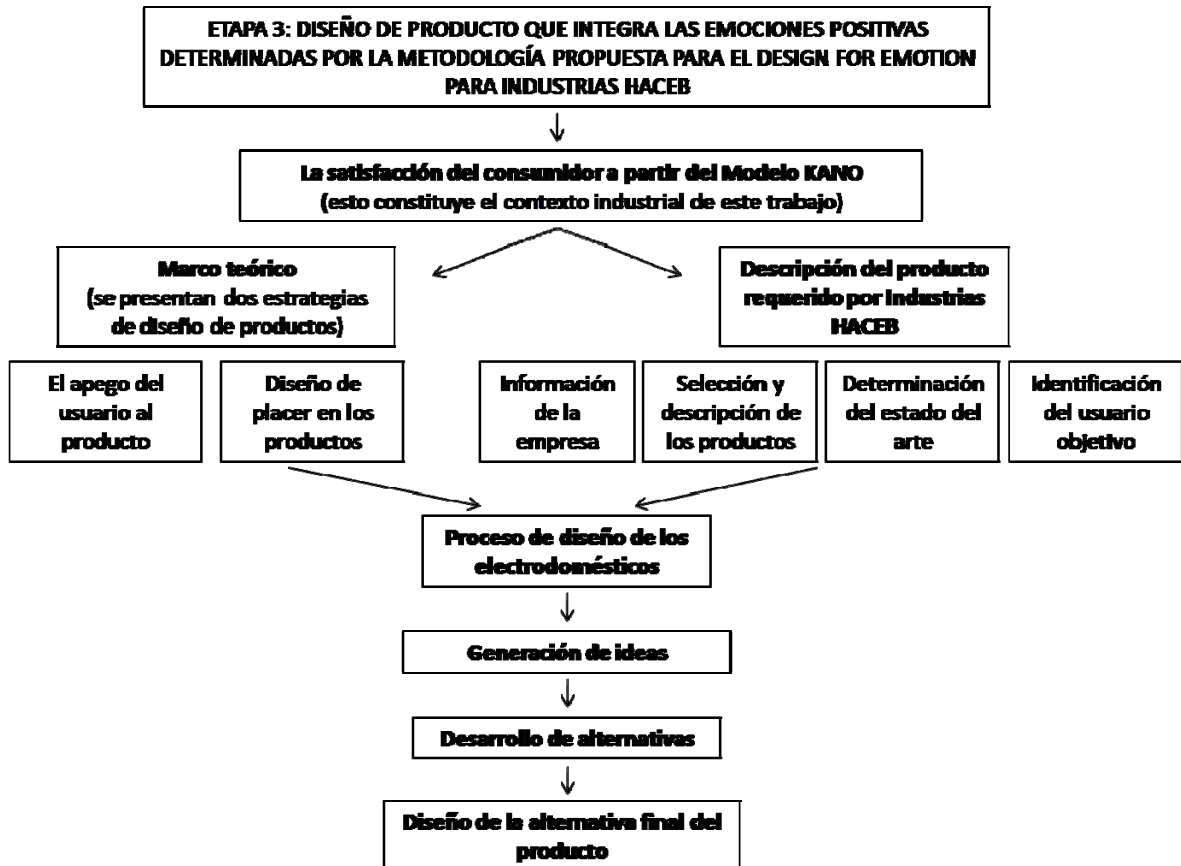 ETAPA 3: DISEÑO DE PRODUCTO QUE INTEGRA LAS EMOCIONES POSITIVAS
DETERMINADAS POR LA METODOLOGÍA PROPUESTA PARA EL DESIGN FOR EMOTION
PARA INDUSTRIAS HACEB
La satisfacción del consumidor a partir del Modelo KANO
(esto constituye el contexto industrial de este trabajo)
Marco teórico
(se presentan dos estrategias
de diseño de productos)
Descripción del producto
requerido por Industrias
HACEB
El apego del
usuario al
producto
Diseño de
placer en los
productos
Información
de la
empresa
Selección y
descripción de
los productos
Determinación
del estado del
arte
Identificación
del usuario
objetivo
Proceso de diseño de los
electrodomésticos
Generación de ideas
Desarrollo de alternativas
Diseño de la alternativa final del
producto